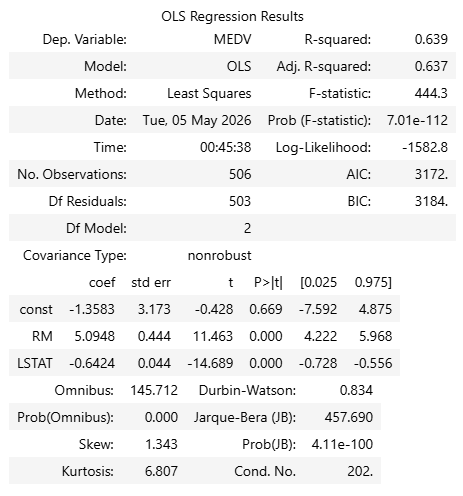 OLS Regression Results
Dep. Variable: MEDV R-squared: 0.639
Model: OLS Adj. R-squared: 0.637
Method: Least Squares F-statistic: 444.3
Date: Tue, 05 May 2026 Prob (F-statistic): 7.01e-112
Time: 00:45:38 Log-Likelihood: -1582.8
No. Observations: 506 AIC: 3172.
Df Residuals: 503 BIC: 3184.
Df Model: 2
Covariance Type: nonrobust
coef std err t P>|t| [0.025 0.975]
const -1.3583 3.173 -0.428 0.669 -7.592 4.875
RM 5.0948 0.444 11.463 0.000 4.222 5.968
LSTAT -0.6424 0.044 -14.689 0.000 -0.728 -0.556
Omnibus: 145.712 Durbin-Watson: 0.834
Prob(Omnibus): 0.000 Jarque-Bera (JB): 457.690
Skew: 1.343 Prob(JB): 4.11e-100
Kurtosis: 6.807 Cond. No. 202.